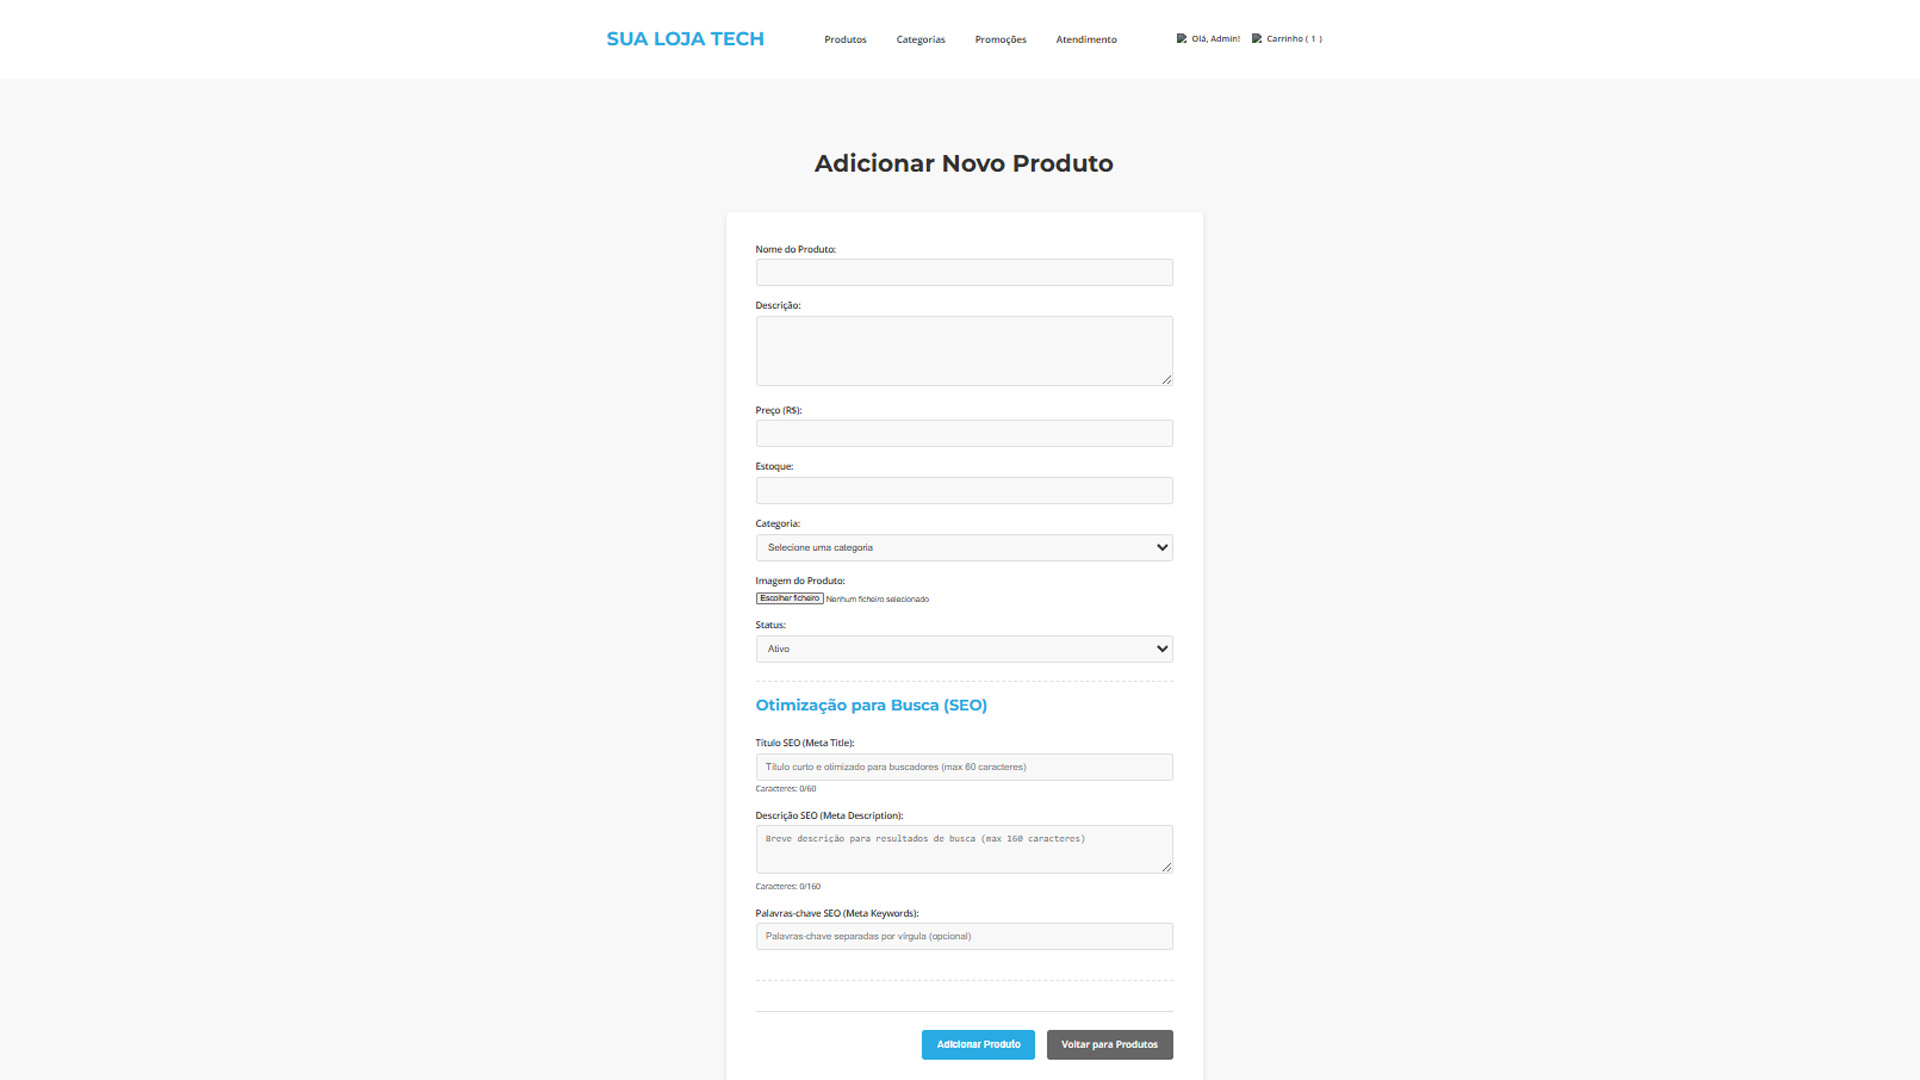 SUA LOJA TECH Produtos Categorias Promoções Atendimento Olá, Admin! Carrinho ( 1 )
Adicionar Novo Produto
Nome do Produto:
Descrição:
Preço (R$):
Estoque:
Categoria:
Selecione uma categoria
Imagem do Produto:
Escolher ficheiro Nenhum ficheiro selecionado
Status:
Ativo
Otimização para Busca (SEO)
Título SEO (Meta Title):
Título curto e otimizado para buscadores (max 60 caracteres)
Caracteres: 0/60
Descrição SEO (Meta Description):
Breve descrição para resultados de busca (max 160 caracteres)
Caracteres: 0/160
Palavras-chave SEO (Meta Keywords):
Palavras-chave separadas por vírgula (opcional)
Adicionar Produto Voltar para Produtos